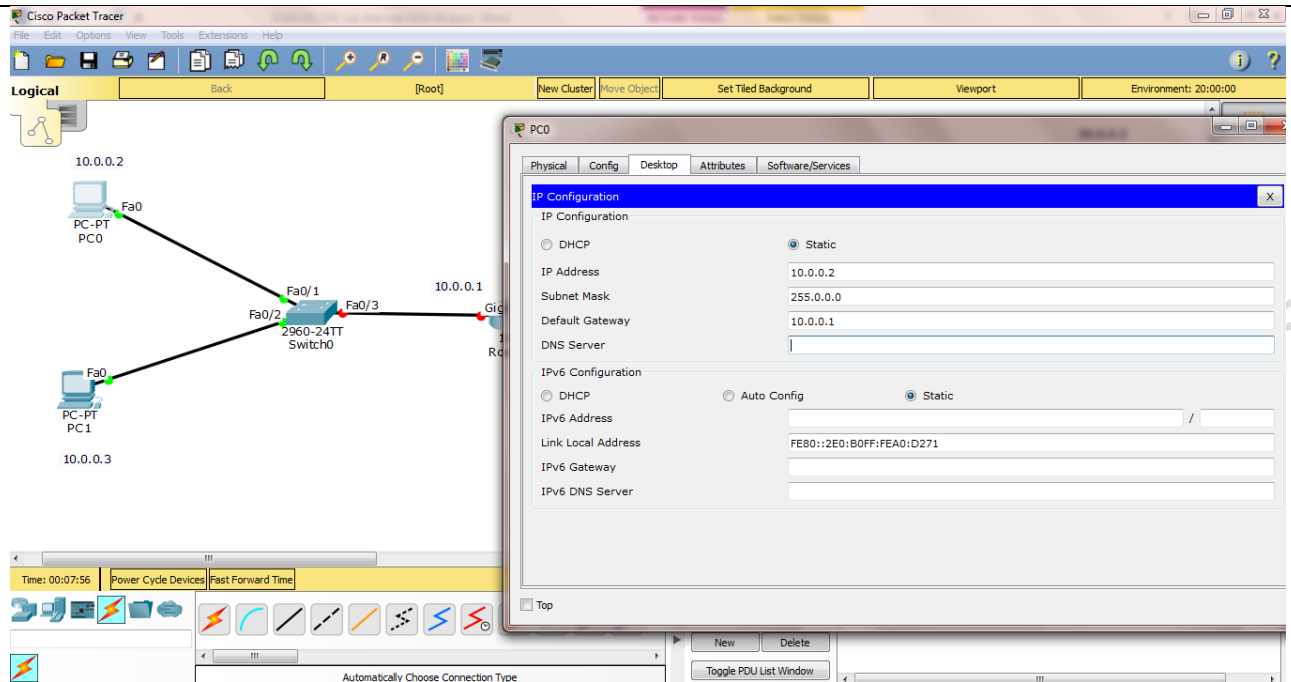 Cisco Packet Tracer
File Edit Options View Tools Extensions Help
Logical Back [Root] New Cluster Move Object Set Tiled Background Viewport Environment: 20:00:00
10.0.0.2
Fa0
PC-PT
PC0
Fa0/1
Fa0/2
Fa0/3
10.0.0.1
2960-24TT
Switch0
Fa0
PC-PT
PC1
10.0.0.3
PC0
Physical Config Desktop Attributes Software/Services
IP Configuration X
IP Configuration
DHCP Static
IP Address 10.0.0.2
Subnet Mask 255.0.0.0
Default Gateway 10.0.0.1
DNS Server
IPv6 Configuration
DHCP Auto Config Static
IPv6 Address /
Link Local Address FE80::2E0:B0FF:FEA0:D271
IPv6 Gateway
IPv6 DNS Server
Top
Time: 00:07:56 Power Cycle Devices Fast Forward Time
New Delete
Toggle PDU List Window
Automatically Choose Connection Type